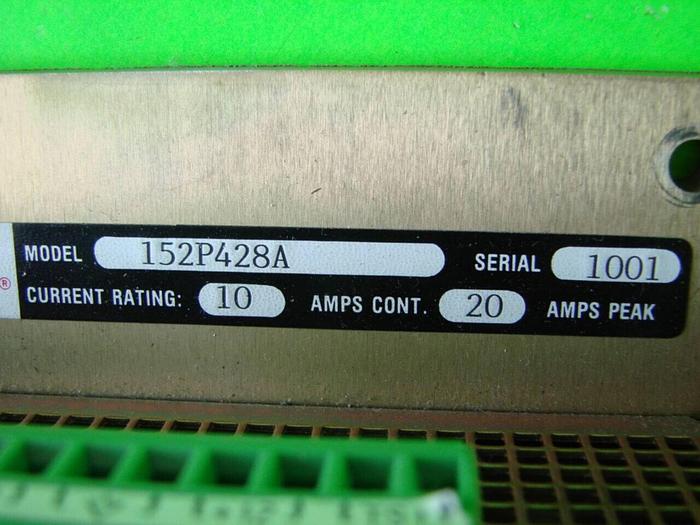 MODEL 152P428A SERIAL 1001
® CURRENT RATING: 10 AMPS CONT. 20 AMPS PEAK